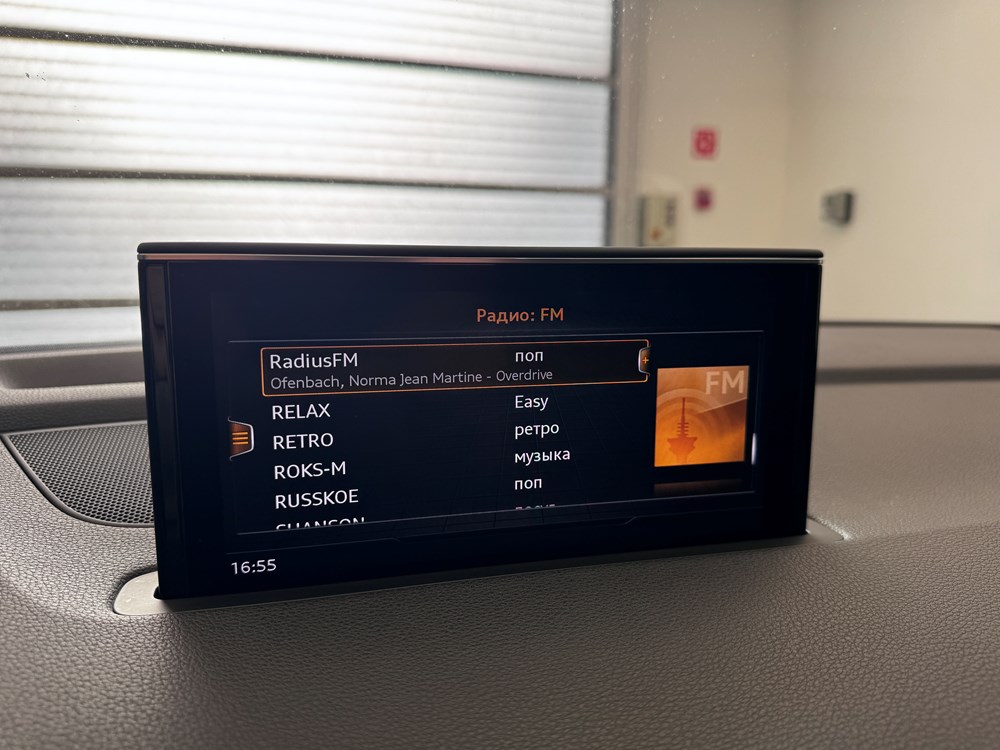 Радио: FM
RadiusFM поп
Ofenbach, Norma Jean Martine - Overdrive
RELAX Easy
RETRO ретро
ROKS-M музыка
RUSSKOE поп
FM
16:55